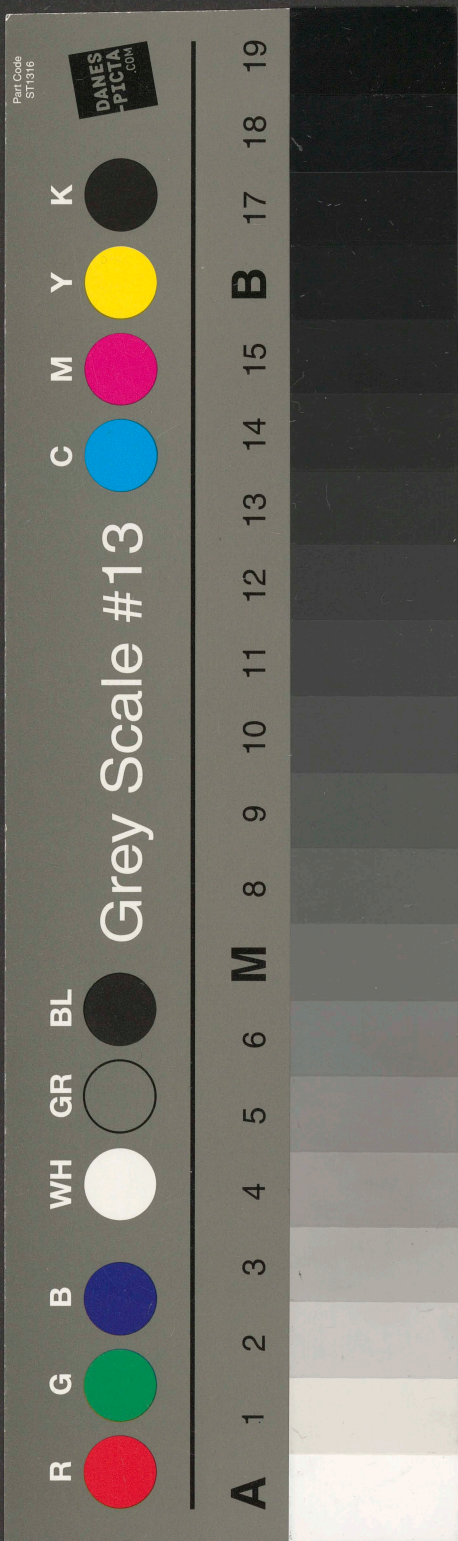 Part Code
ST1316
DANES
-PICTA
.COM
R G B WH GR BL Grey Scale #13 C M Y K
A 1 2 3 4 5 6 M 8 9 10 11 12 13 14 15 B 17 18 19